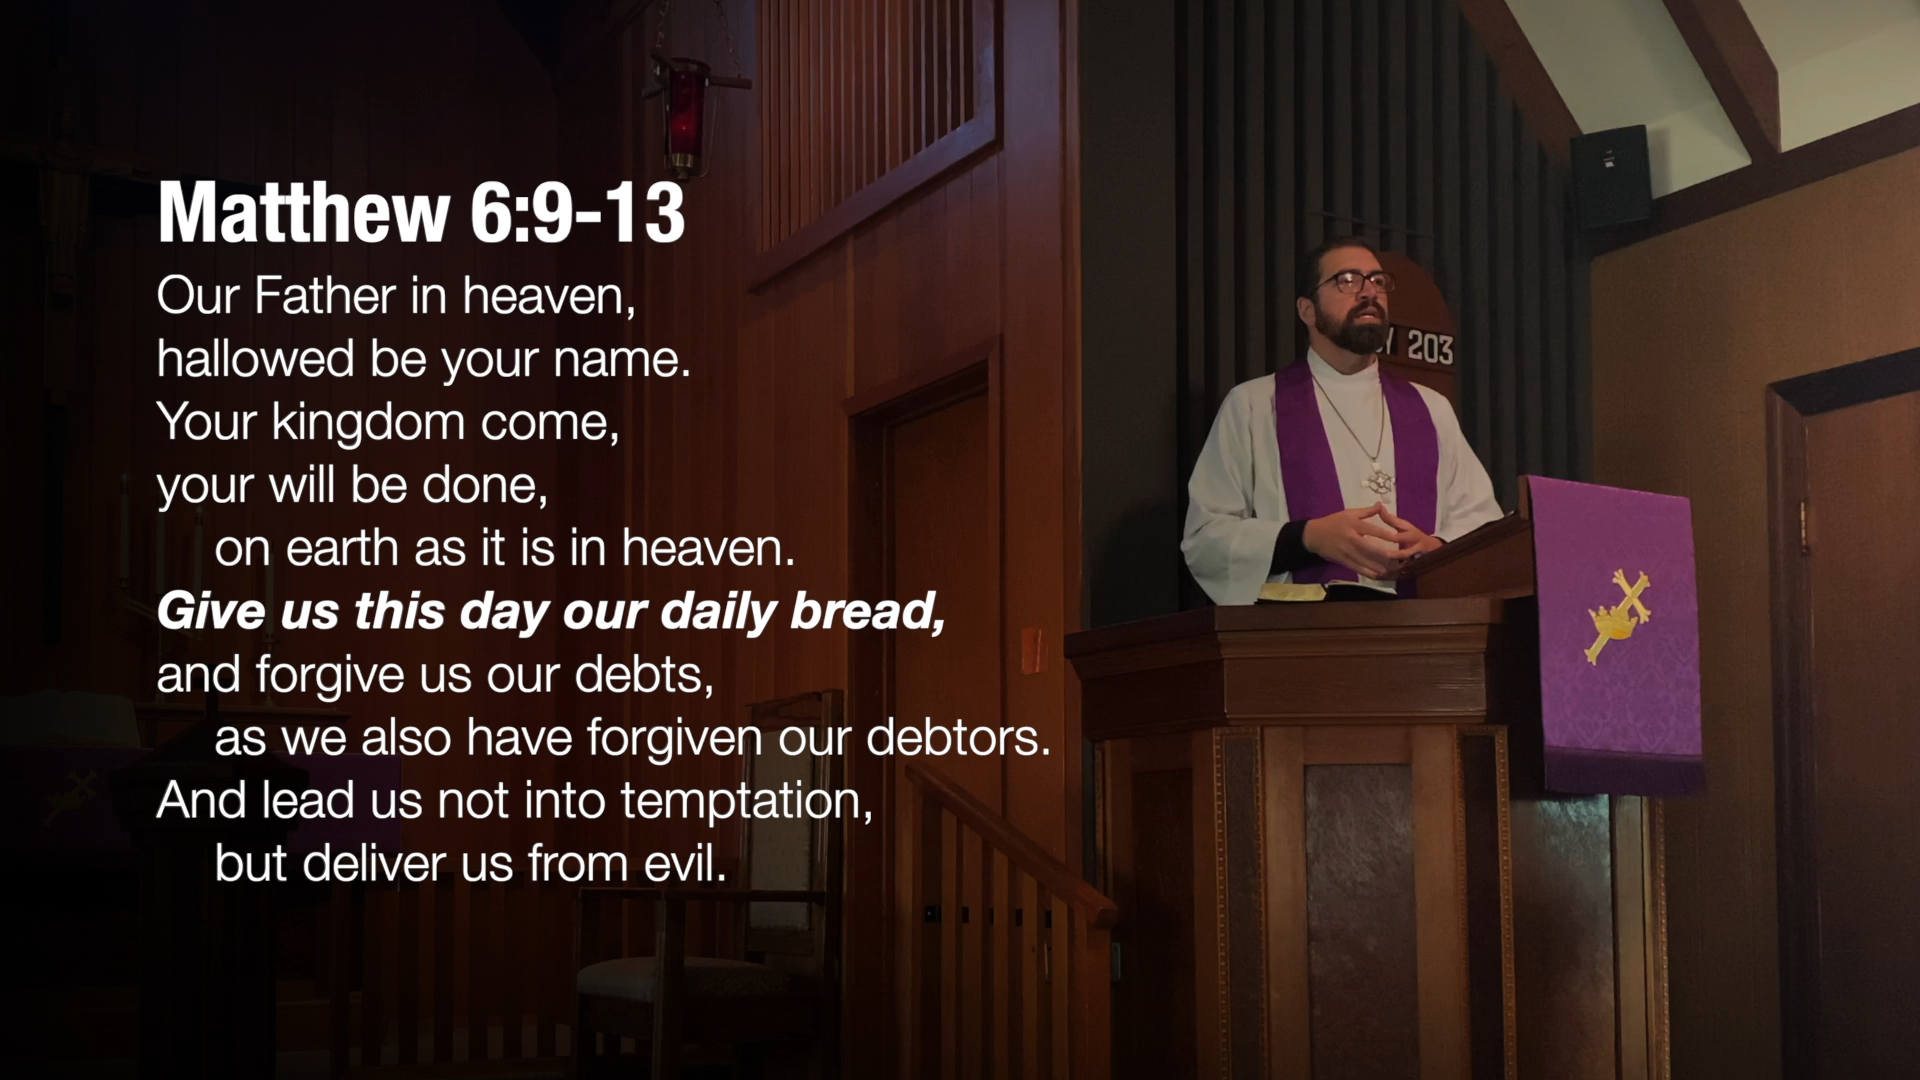 Matthew 6:9-13
Our Father in heaven,
hallowed be your name.
Your kingdom come,
your will be done,
on earth as it is in heaven.
Give us this day our daily bread,
and forgive us our debts,
as we also have forgiven our debtors.
And lead us not into temptation,
but deliver us from evil.
203